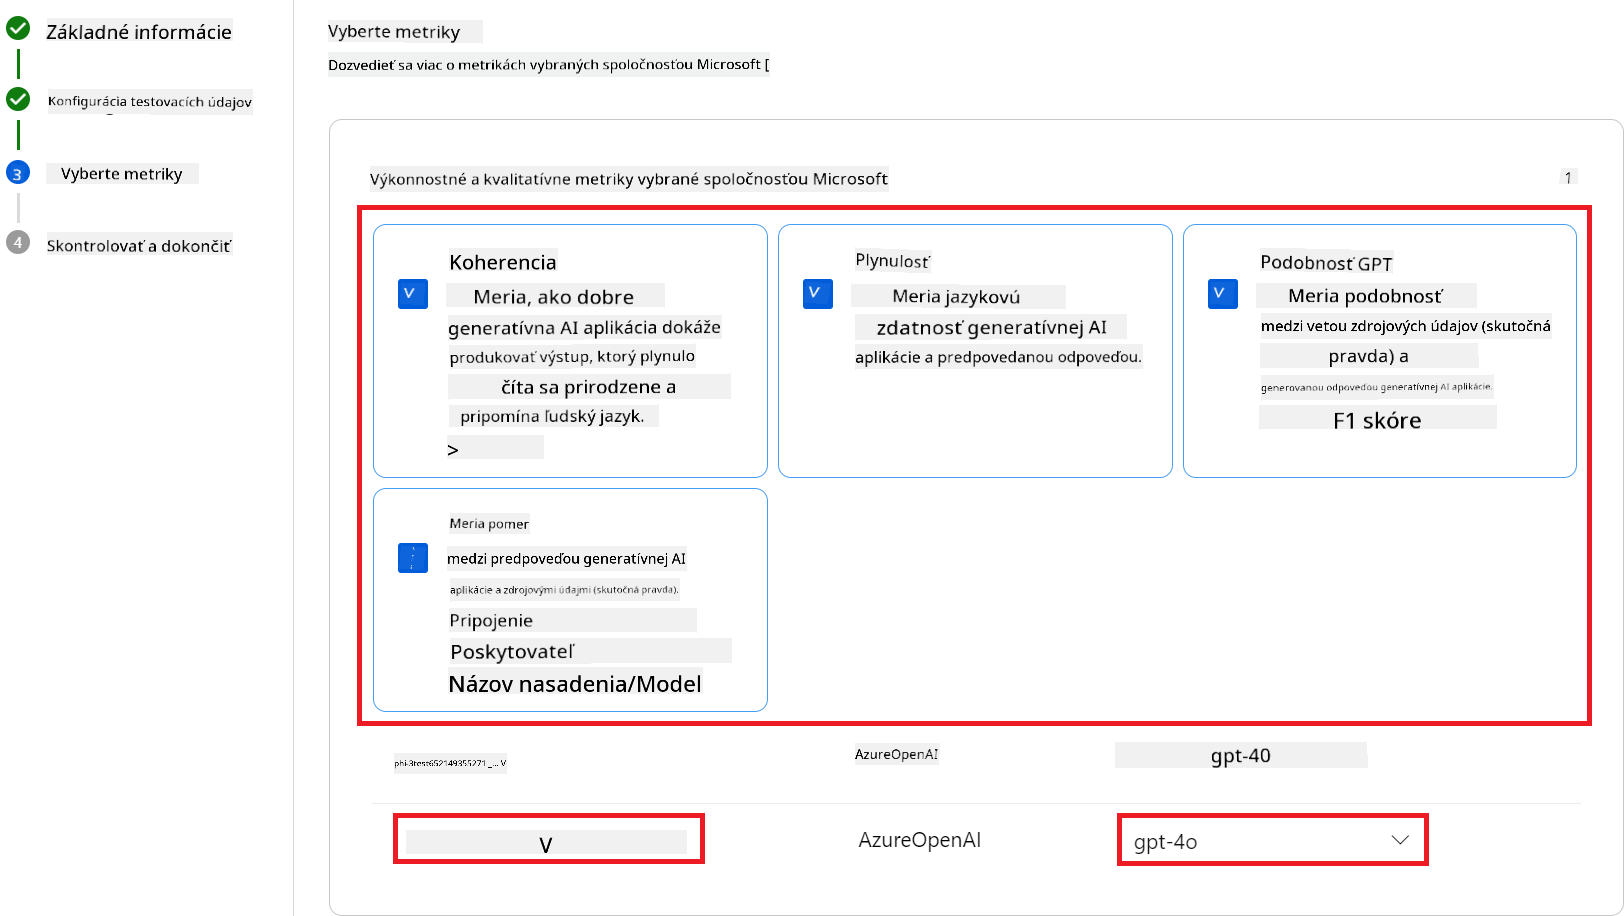 Základné informácie
Konfigurácia testovacích údajov
3
Vyberte metriky
4
Skontrolovať a dokončiť
Vyberte metriky
Dozvedieť sa viac o metrikách vybraných spoločnosťou Microsoft [
Výkonnostné a kvalitatívne metriky vybrané spoločnosťou Microsoft
1
V
Koherencia
Meria, ako dobre
generatívna AI aplikácia dokáže
produkovať výstup, ktorý plynulo
číta sa prirodzene a
pripomína ľudský jazyk.
>
V
Plynulosť
Meria jazykovú
zdatnosť generatívnej AI
aplikácie a predpovedanou odpoveďou.
V
Podobnosť GPT
Meria podobnosť
medzi vetou zdrojových údajov (skutočná
pravda) a
generovanou odpoveďou generatívnej AI aplikácie.
F1 skóre
Meria pomer
medzi predpoveďou generatívnej AI
aplikácie a zdrojovými údajmi (skutočná pravda).
Pripojenie
Poskytovateľ
Názov nasadenia/Model
phi-3test652149355271_... V
AzureOpenAI
gpt-40
V
AzureOpenAI
gpt-4o